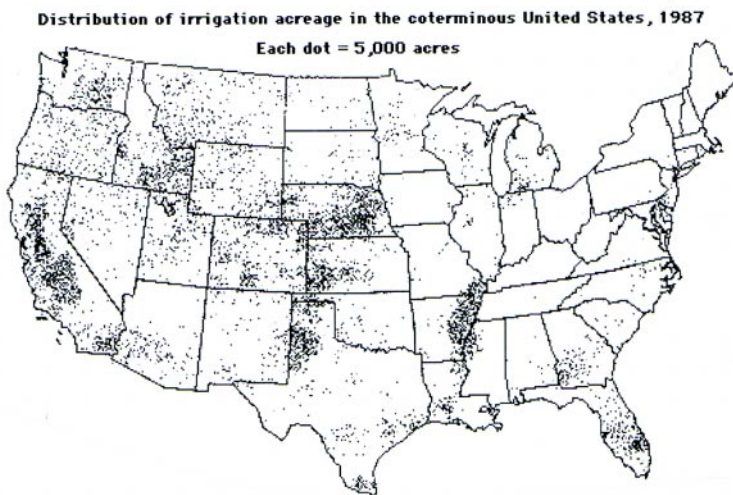 Distribution of irrigation acreage in the coterminous United States, 1987
Each dot = 5,000 acres